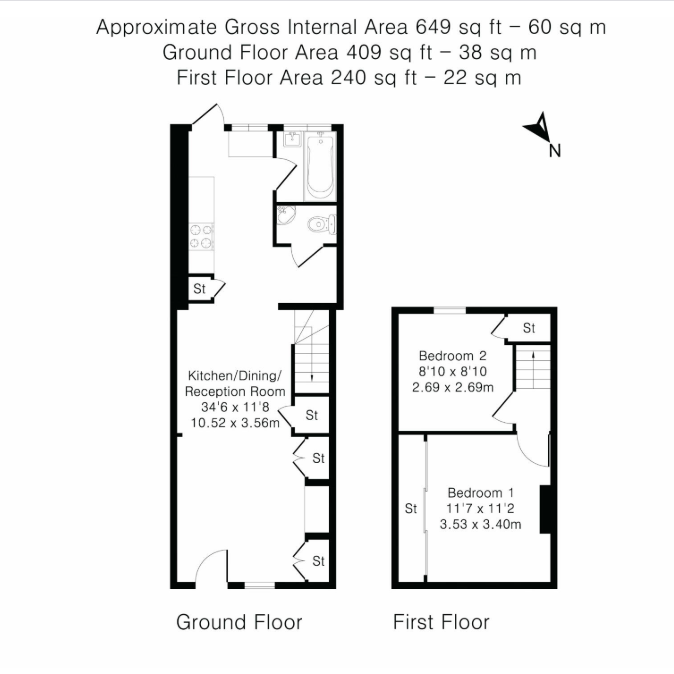 Approximate Gross Internal Area 649 sq ft – 60 sq m
Ground Floor Area 409 sq ft – 38 sq m
First Floor Area 240 sq ft – 22 sq m
N
St
Kitchen/Dining/
Reception Room
34'6 x 11'8
10.52 x 3.56m
St
St
St
Ground Floor
St
Bedroom 2
8'10 x 8'10
2.69 x 2.69m
St
Bedroom 1
11'7 x 11'2
3.53 x 3.40m
First Floor